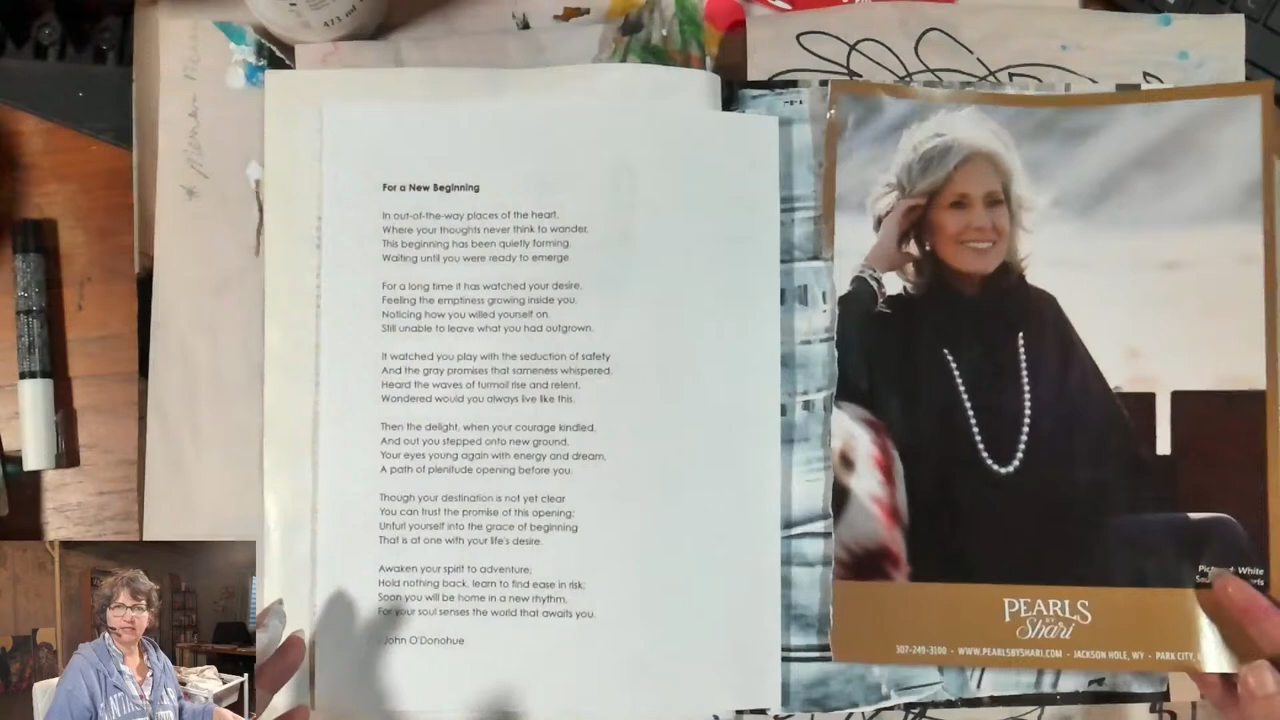 473 ml
For a New Beginning
In out-of-the-way places of the heart,
Where your thoughts never think to wander,
This beginning has been quietly forming,
Waiting until you were ready to emerge.
For a long time it has watched your desire,
Feeling the emptiness growing inside you,
Noticing how you willed yourself on,
Still unable to leave what you had outgrown.
It watched you play with the seduction of safety
And the gray promises that sameness whispered,
Heard the waves of turmoil rise and relent,
Wondered would you always live like this.
Then the delight, when your courage kindled,
And out you stepped onto new ground,
Your eyes young again with energy and dream,
A path of plenitude opening before you.
Though your destination is not yet clear
You can trust the promise of this opening;
Unfurl yourself into the grace of beginning
That is at one with your life's desire.
Awaken your spirit to adventure;
Hold nothing back, learn to find ease in risk;
Soon you will be home in a new rhythm,
For your soul senses the world that awaits you.
John O'Donohue
White
PEARLS
BY
Shari
307-249-3100 • WWW.PEARLSBYSHARI.COM • JACKSON HOLE, WY • PARK CITY,